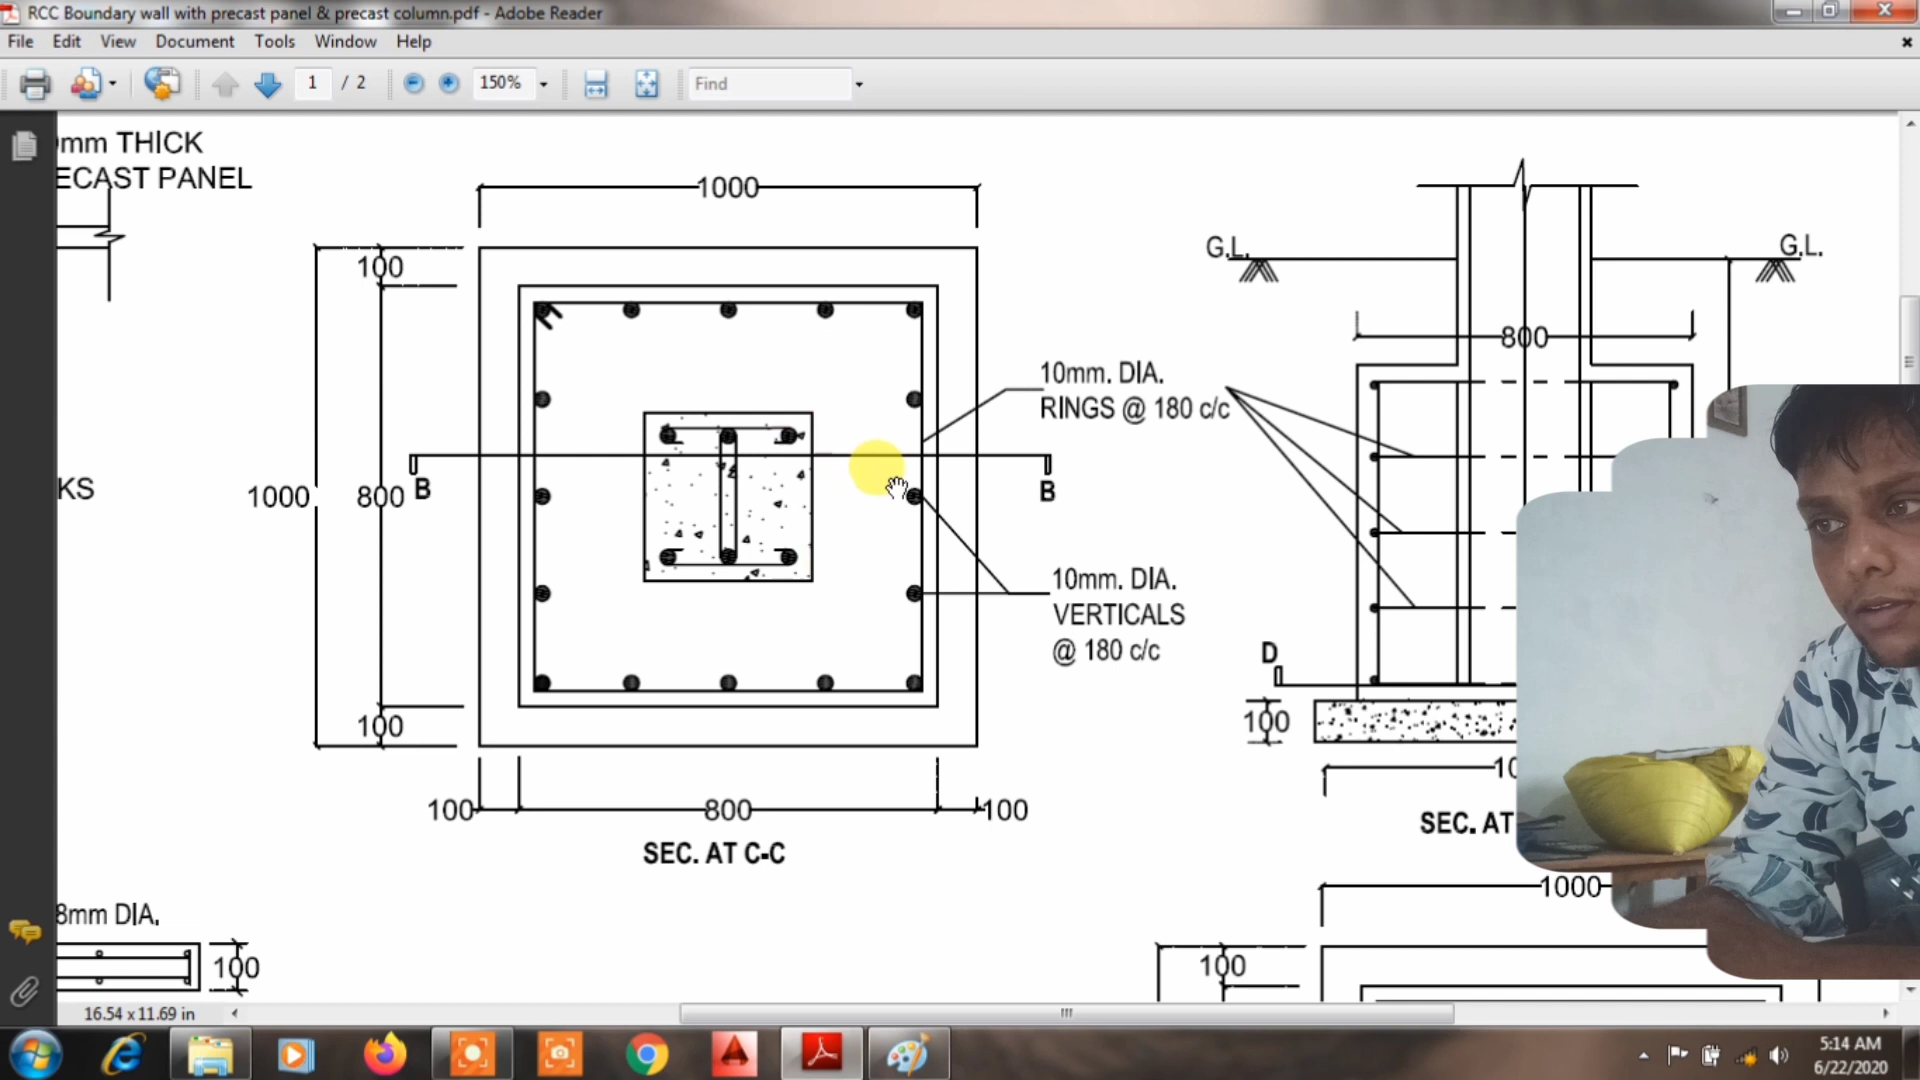 RCC Boundary wall with precast panel & precast column.pdf - Adobe Reader
File Edit View Document Tools Window Help
1 / 2 150% Find
mm THICK
ECAST PANEL
1000
100
1000
800
100
B
B
10mm. DIA.
RINGS @ 180 c/c
10mm. DIA.
VERTICALS
@ 180 c/c
100 800 100
SEC. AT C-C
KS
G.L.
G.L.
800
D
100
10
SEC. AT
1000
100
8mm DIA.
100
16.54 x 11.69 in
5:14 AM
6/22/2020